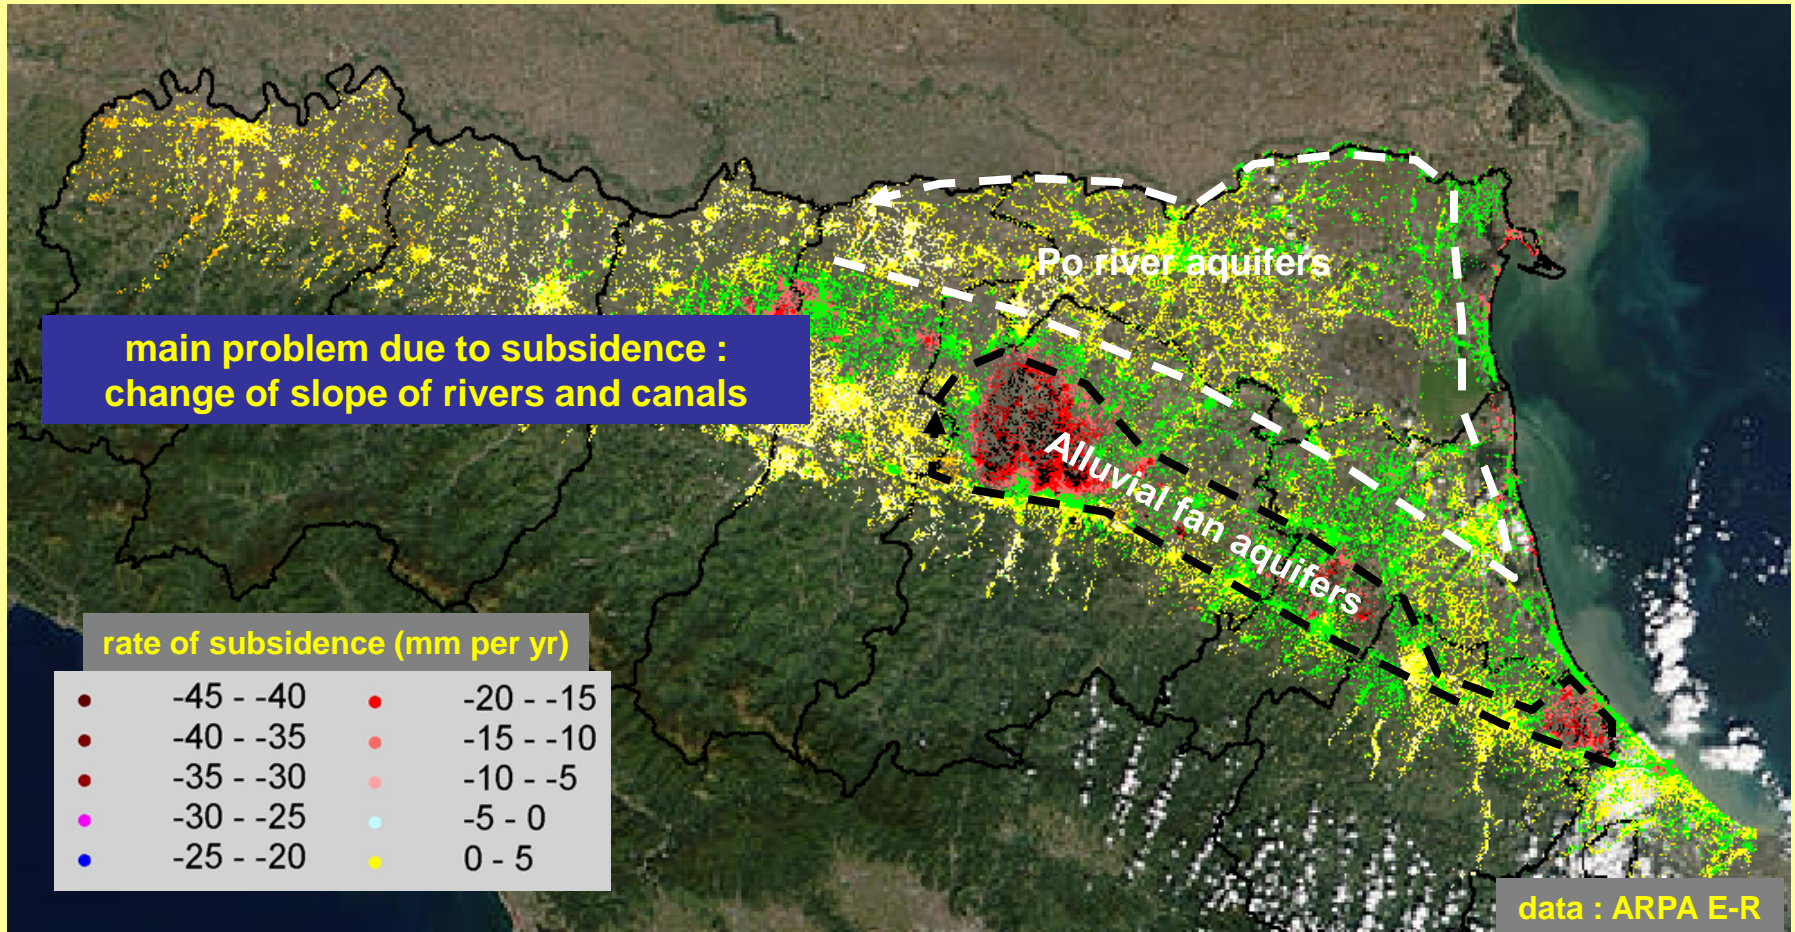 Po river aquifers
main problem due to subsidence :
change of slope of rivers and canals
Alluvial fan aquifers
rate of subsidence (mm per yr)
-45 - -40
-40 - -35
-35 - -30
-30 - -25
-25 - -20
-20 - -15
-15 - -10
-10 - -5
-5 - 0
0 - 5
data : ARPA E-R